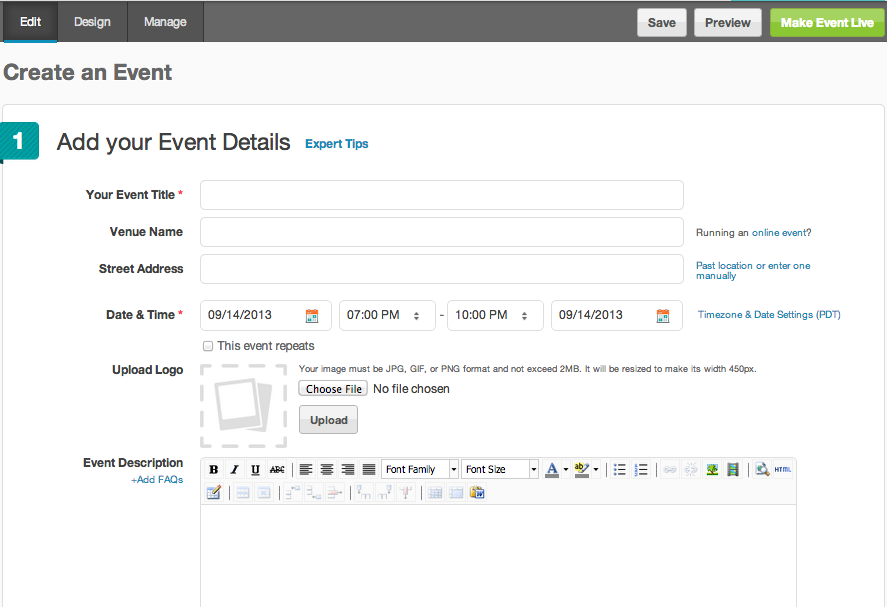 Edit Design Manage Save Preview Make Event Live
Create an Event
1 Add your Event Details Expert Tips
Your Event Title *
Venue Name Running an online event?
Street Address Past location or enter one
manually
Date & Time * 09/14/2013 07:00 PM - 10:00 PM 09/14/2013 Timezone & Date Settings (PDT)
This event repeats
Upload Logo Your image must be JPG, GIF, or PNG format and not exceed 2MB. It will be resized to make its width 450px.
Choose File No file chosen
Upload
Event Description B I U ABC Font Family Font Size A ab HTML
+Add FAQs